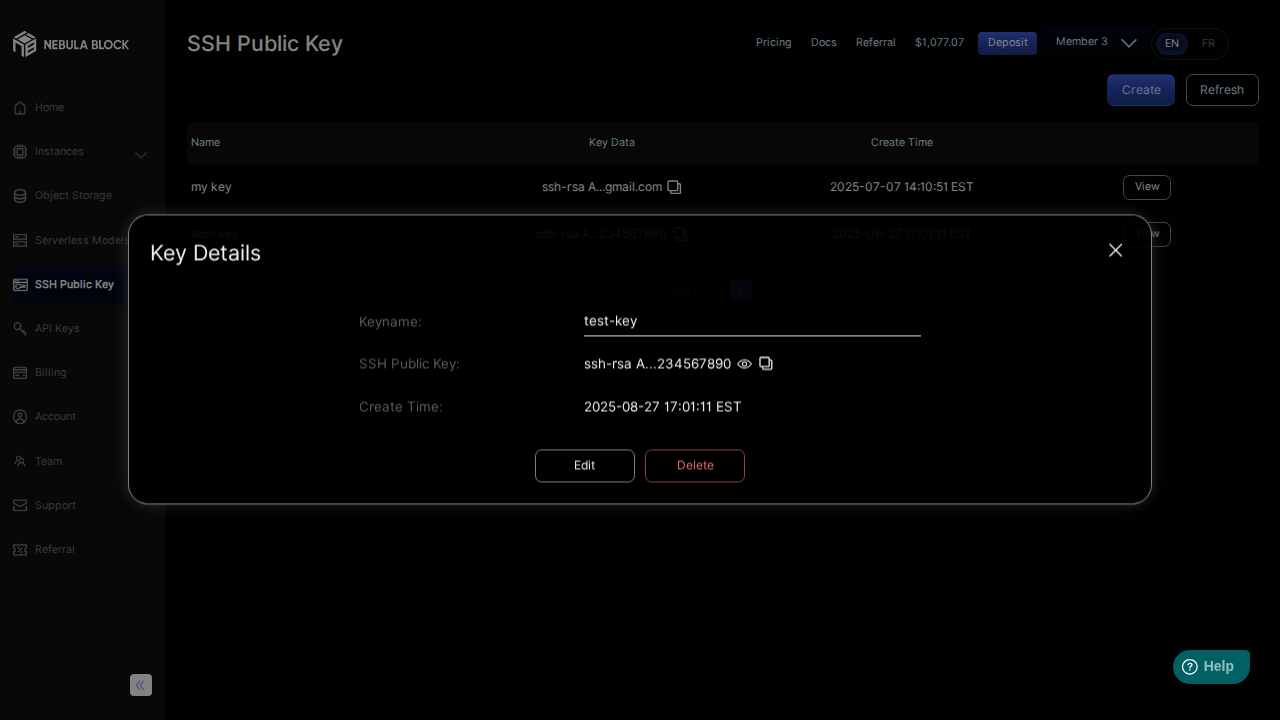 NEBULA BLOCK
SSH Public Key
Pricing
Docs
Referral
$1,077.07
Deposit
Member 3
EN
FR
Create
Refresh
Home
Instances
Object Storage
Serverless Models
SSH Public Key
API Keys
Billing
Account
Team
Support
Referral
Name
Key Data
Create Time
my key
ssh-rsa A...gmail.com
2025-07-07 14:10:51 EST
View
test-key
ssh-rsa A...234567890
2025-08-27 17:01:11 EST
Key Details
Keyname:
test-key
SSH Public Key:
ssh-rsa A...234567890
Create Time:
2025-08-27 17:01:11 EST
Edit
Delete
Help